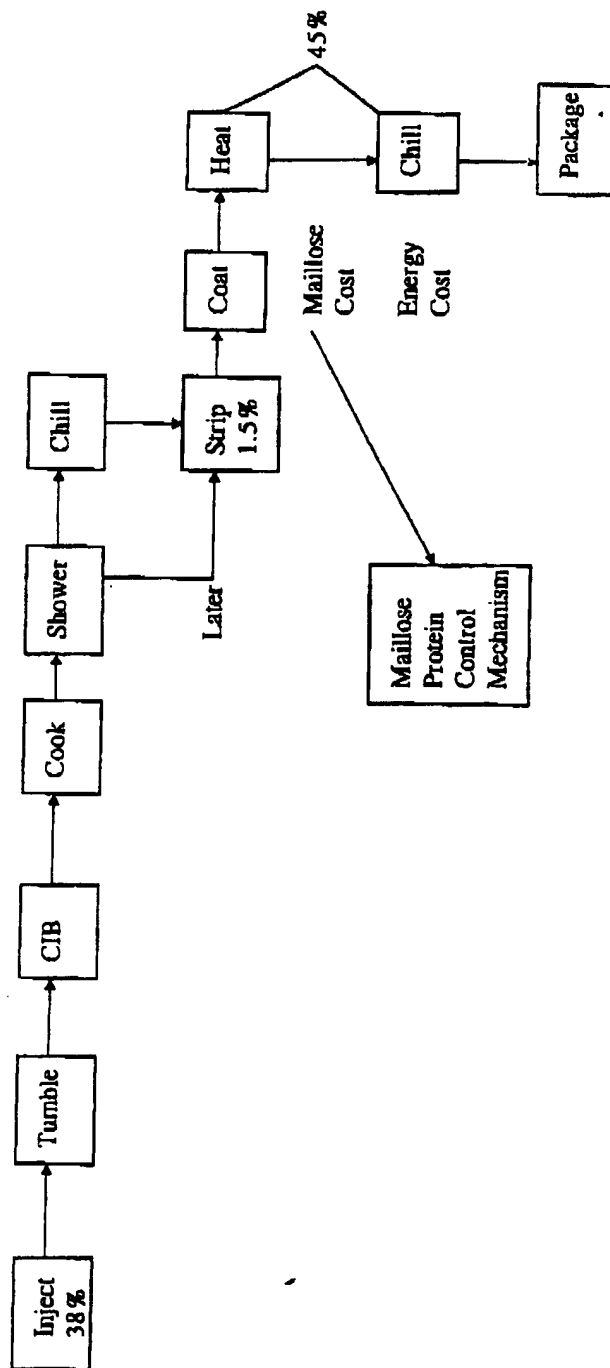 Inject
38%
Tumble
CIB
Cook
Shower
Chill
Later
Strip
1.5%
Coat
Heat
45%
Chill
Package
Maillose
Cost
Energy
Cost
Maillose
Protein
Control
Mechanism